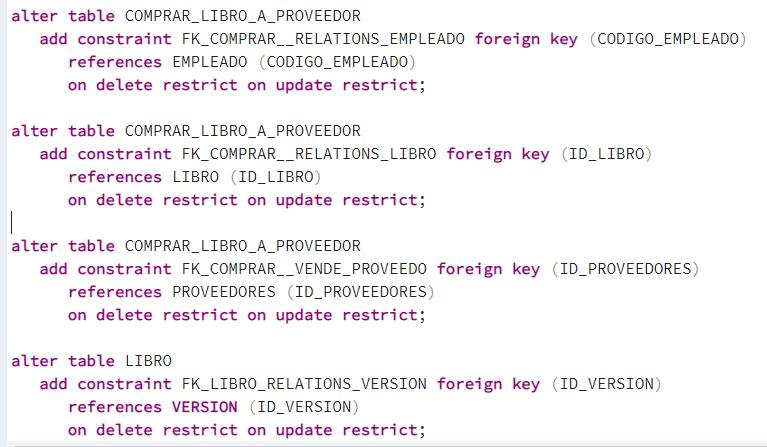 alter table COMPRAR_LIBRO_A_PROVEEDOR
add constraint FK_COMPRAR__RELATIONS_EMPLEADO foreign key (CODIGO_EMPLEADO)
references EMPLEADO (CODIGO_EMPLEADO)
on delete restrict on update restrict;
alter table COMPRAR_LIBRO_A_PROVEEDOR
add constraint FK_COMPRAR__RELATIONS_LIBRO foreign key (ID_LIBRO)
references LIBRO (ID_LIBRO)
on delete restrict on update restrict;
alter table COMPRAR_LIBRO_A_PROVEEDOR
add constraint FK_COMPRAR__VENDE_PROVEEDO foreign key (ID_PROVEEDORES)
references PROVEEDORES (ID_PROVEEDORES)
on delete restrict on update restrict;
alter table LIBRO
add constraint FK_LIBRO_RELATIONS_VERSION foreign key (ID_VERSION)
references VERSION (ID_VERSION)
on delete restrict on update restrict;